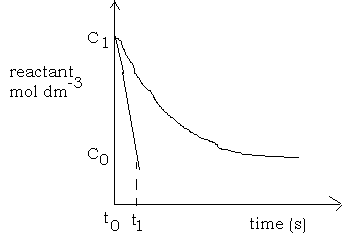 C1
reactant
mol dm-3
C0
t0 t1
time (s)